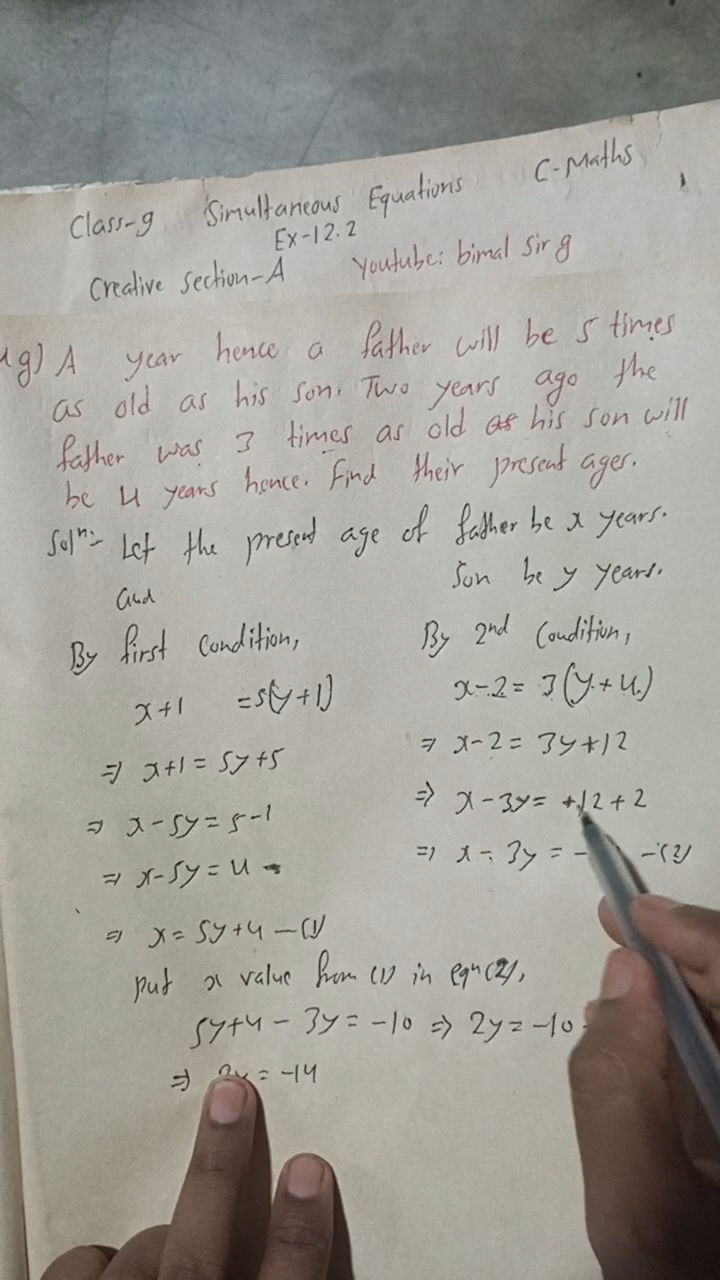 Class-9 Simultaneous Equations C-Maths
Ex-12.2
Creative Section-A Youtube: bimal Sir 9
g) A year hence a father will be 5 times
as old as his son. Two years ago the
father was 3 times as old as his son will
be 4 years hence. Find their present ages.
Solⁿ:- Let the present age of father be x years.
and son be y years.
By first condition,
x+1 = 5(y+1)
⇒ x+1 = 5y+5
⇒ x-5y = 5-1
⇒ x-5y = 4
⇒ x = 5y+4 -(1)
By 2nd Condition,
x-2 = 3(y+4)
⇒ x-2 = 3y+12
⇒ x-3y = +12+2
⇒ x-3y = - -(2)
put x value from (1) in eqn(2),
5y+4-3y = -10 ⇒ 2y = -10
⇒ 2y = -14